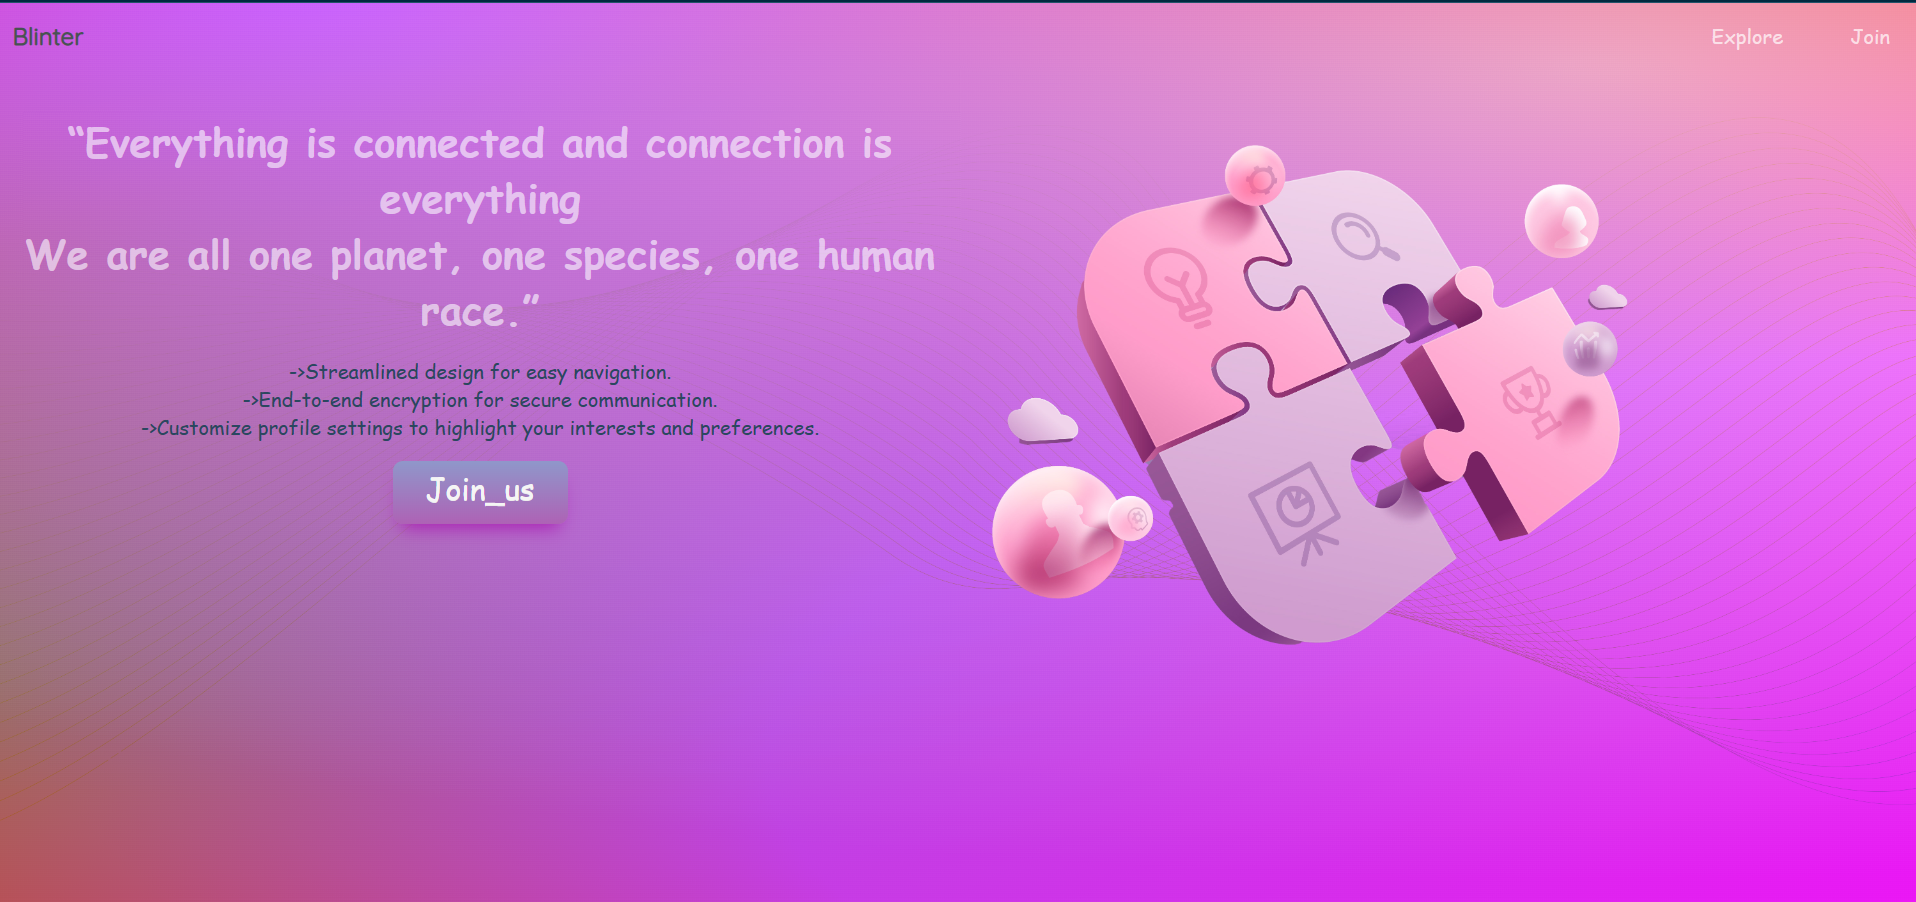 Blinter
Explore
Join
“Everything is connected and connection is
everything
We are all one planet, one species, one human
race.”
->Streamlined design for easy navigation.
->End-to-end encryption for secure communication.
->Customize profile settings to highlight your interests and preferences.
Join_us